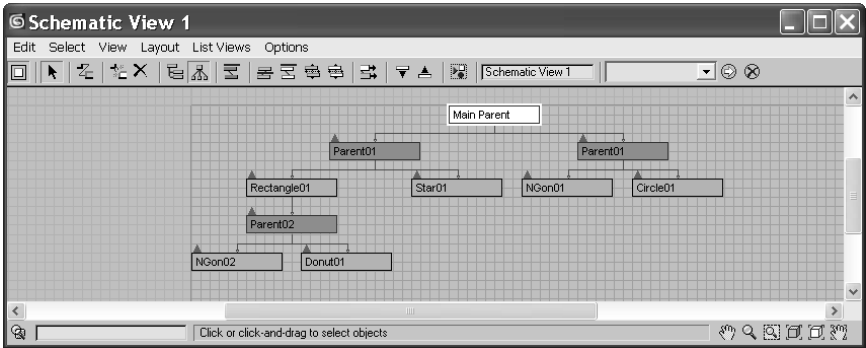 Schematic View 1
Edit Select View Layout List Views Options
Schematic View 1
Main Parent
Parent01 Parent01
Rectangle01 Star01 NGon01 Circle01
Parent02
NGon02 Donut01
Click or click-and-drag to select objects